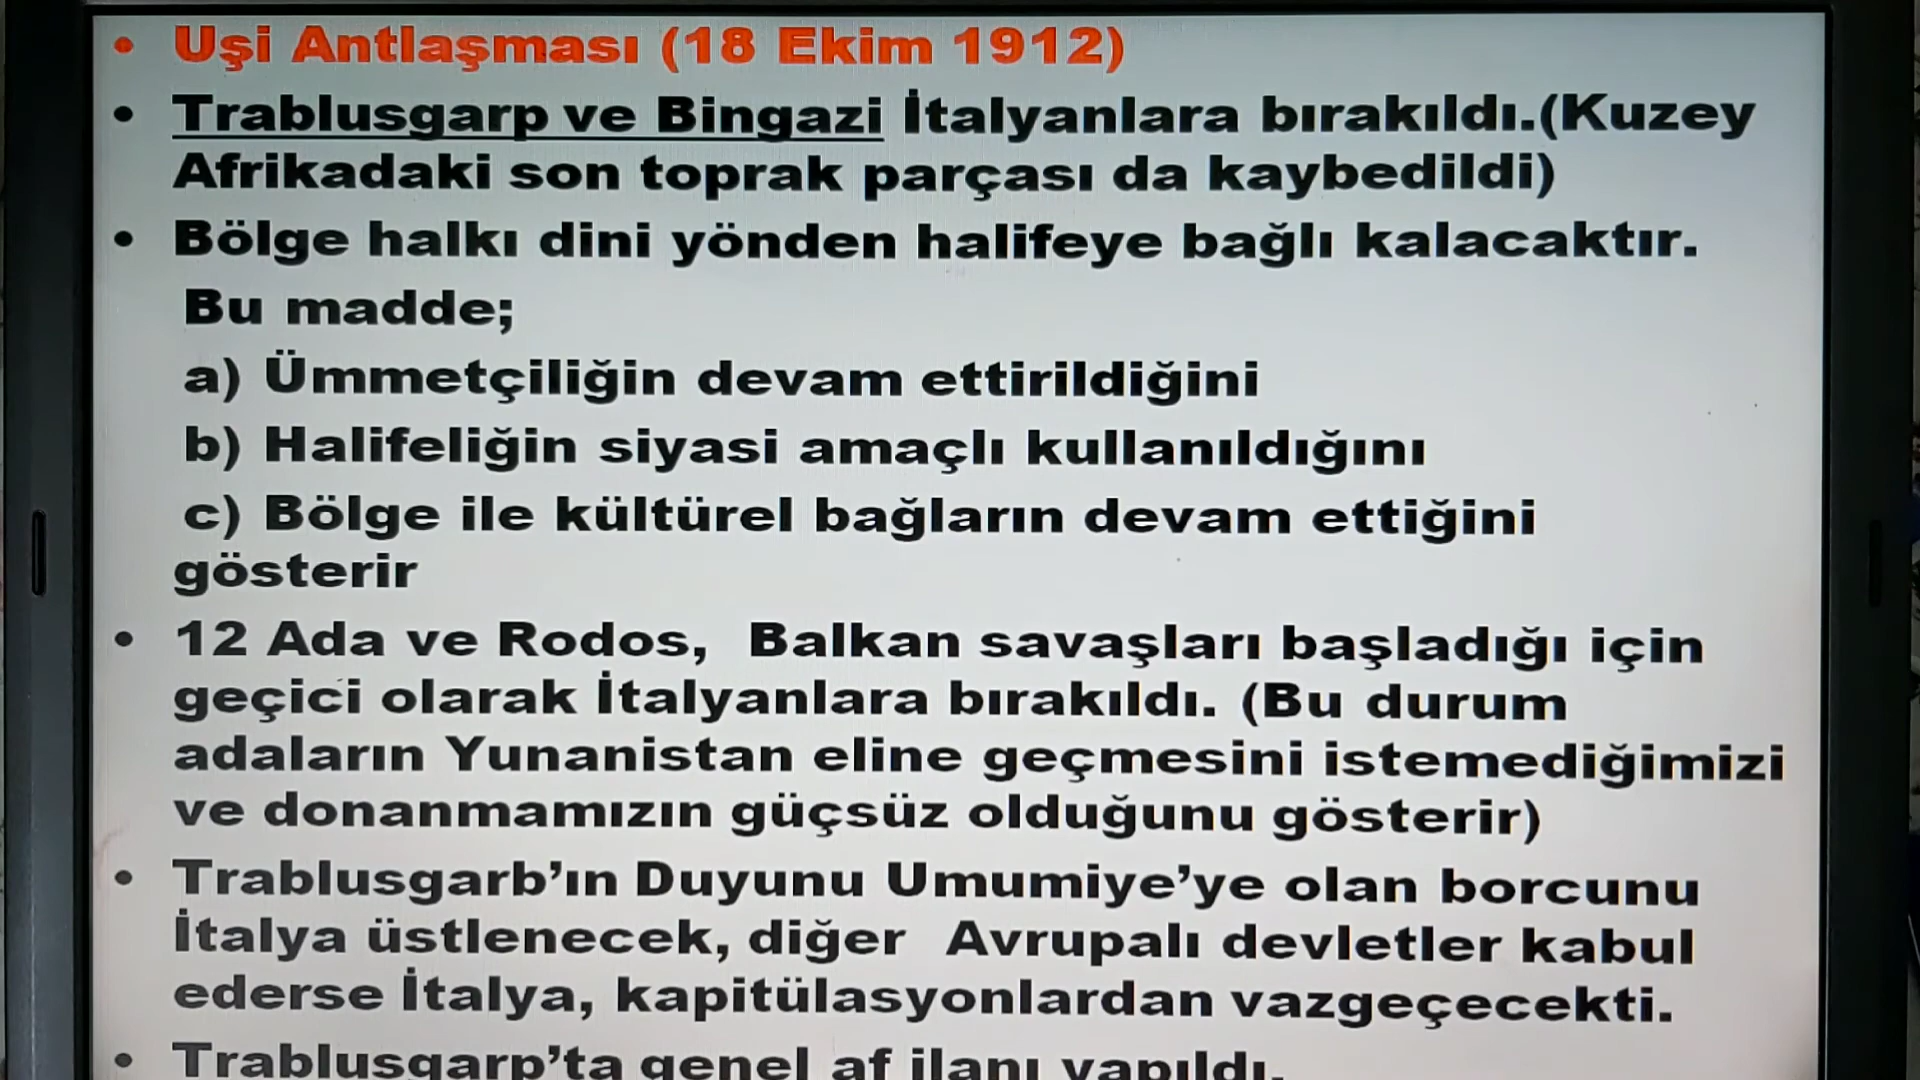 • Uşi Antlaşması (18 Ekim 1912)
• Trablusgarp ve Bingazi İtalyanlara bırakıldı.(Kuzey
Afrikadaki son toprak parçası da kaybedildi)
• Bölge halkı dini yönden halifeye bağlı kalacaktır.
Bu madde;
a) Ümmetçiliğin devam ettirildiğini
b) Halifeliğin siyasi amaçlı kullanıldığını
c) Bölge ile kültürel bağların devam ettiğini
gösterir
• 12 Ada ve Rodos, Balkan savaşları başladığı için
geçici olarak İtalyanlara bırakıldı. (Bu durum
adaların Yunanistan eline geçmesini istemediğimizi
ve donanmamızın güçsüz olduğunu gösterir)
• Trablusgarb’ın Duyunu Umumiye’ye olan borcunu
İtalya üstlenecek, diğer Avrupalı devletler kabul
ederse İtalya, kapitülasyonlardan vazgeçecekti.
• Trablusgarp’ta genel af ilanı yapıldı.